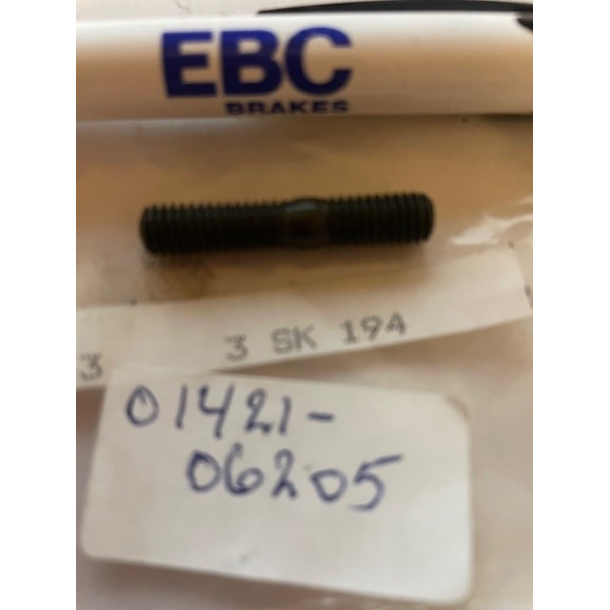 EBC
BRAKES
3 3 SK 194
01421-
06205